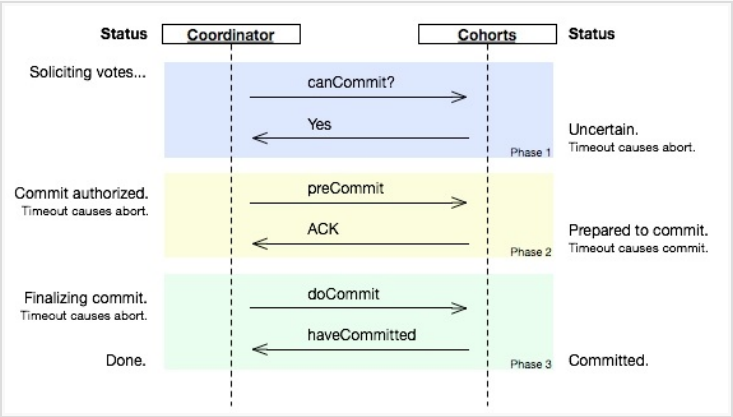 Status Coordinator Cohorts Status
Soliciting votes...
canCommit?
Yes
Uncertain.
Timeout causes abort.
Phase 1
Commit authorized.
Timeout causes abort.
preCommit
ACK
Prepared to commit.
Timeout causes commit.
Phase 2
Finalizing commit.
Timeout causes abort.
doCommit
haveCommitted
Done.
Phase 3
Committed.